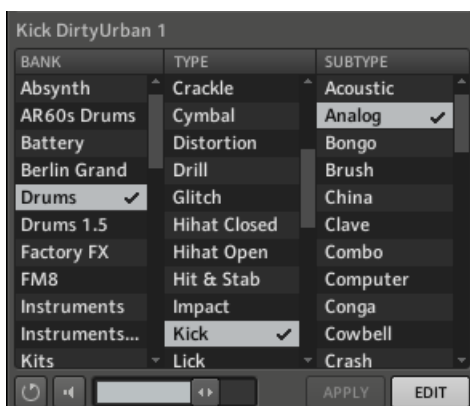 Kick DirtyUrban 1
BANK TYPE SUBTYPE
Absynth Crackle Acoustic
AR60s Drums Cymbal Analog
Battery Distortion Bongo
Berlin Grand Drill Brush
Drums Glitch China
Drums 1.5 Hihat Closed Clave
Factory FX Hihat Open Combo
FM8 Hit & Stab Computer
Instruments Impact Conga
Instruments... Kick Cowbell
Kits Lick Crash
APPLY EDIT